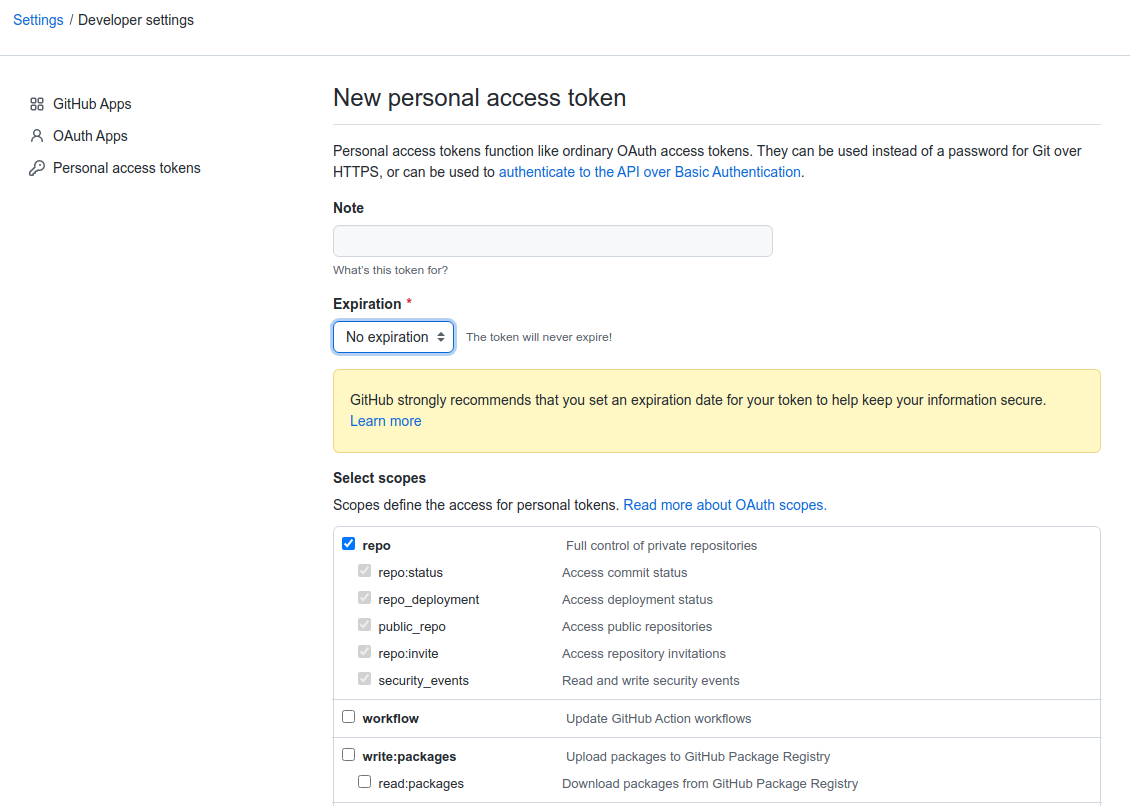 Settings / Developer settings
GitHub Apps
OAuth Apps
Personal access tokens
New personal access token
Personal access tokens function like ordinary OAuth access tokens. They can be used instead of a password for Git over
HTTPS, or can be used to authenticate to the API over Basic Authentication.
Note
What's this token for?
Expiration *
No expiration The token will never expire!
GitHub strongly recommends that you set an expiration date for your token to help keep your information secure.
Learn more
Select scopes
Scopes define the access for personal tokens. Read more about OAuth scopes.
repo Full control of private repositories
repo:status Access commit status
repo_deployment Access deployment status
public_repo Access public repositories
repo:invite Access repository invitations
security_events Read and write security events
workflow Update GitHub Action workflows
write:packages Upload packages to GitHub Package Registry
read:packages Download packages from GitHub Package Registry